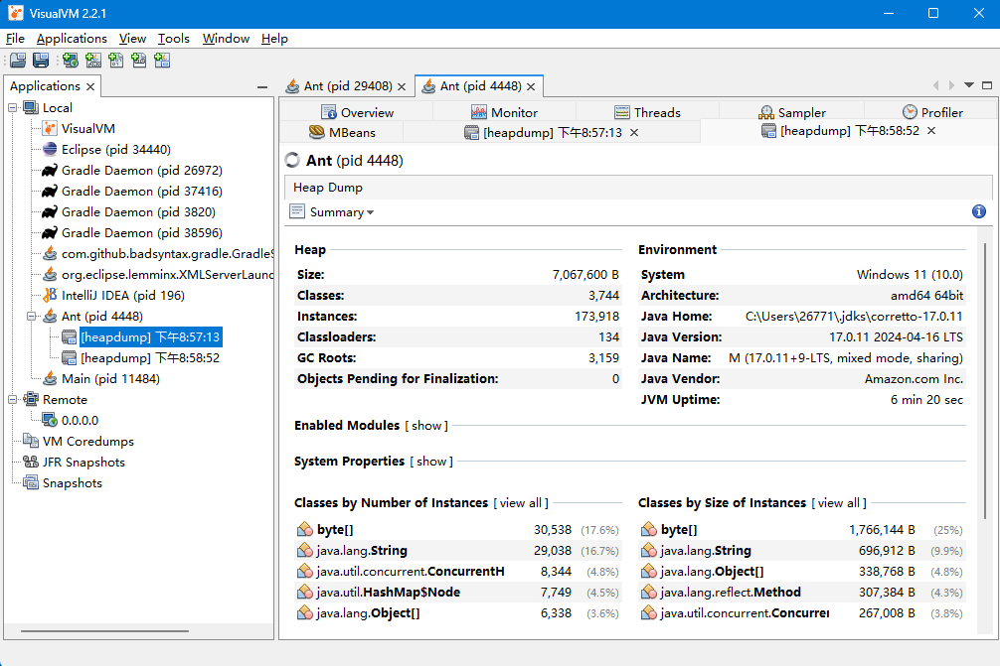 VisualVM 2.2.1
File Applications View Tools Window Help
Applications
Local
VisualVM
Eclipse (pid 34440)
Gradle Daemon (pid 26972)
Gradle Daemon (pid 37416)
Gradle Daemon (pid 3820)
Gradle Daemon (pid 38596)
com.github.badsyntax.gradle.GradleS
org.eclipse.lemminx.XMLServerLaunc
IntelliJ IDEA (pid 196)
Ant (pid 4448)
[heapdump] 下午8:57:13
[heapdump] 下午8:58:52
Main (pid 11484)
Remote
0.0.0.0
VM Coredumps
JFR Snapshots
Snapshots
Ant (pid 29408) Ant (pid 4448)
Overview Monitor Threads Sampler Profiler
MBeans [heapdump] 下午8:57:13 [heapdump] 下午8:58:52
Ant (pid 4448)
Heap Dump
Summary
Heap
Size: 7,067,600 B
Classes: 3,744
Instances: 173,918
Classloaders: 134
GC Roots: 3,159
Objects Pending for Finalization: 0
Environment
System Windows 11 (10.0)
Architecture: amd64 64bit
Java Home: C:\Users\26771\.jdks\corretto-17.0.11
Java Version: 17.0.11 2024-04-16 LTS
Java Name: M (17.0.11+9-LTS, mixed mode, sharing)
Java Vendor: Amazon.com Inc.
JVM Uptime: 6 min 20 sec
Enabled Modules [ show ]
System Properties [ show ]
Classes by Number of Instances [ view all ]
byte[] 30,538 (17.6%)
java.lang.String 29,038 (16.7%)
java.util.concurrent.ConcurrentH 8,344 (4.8%)
java.util.HashMap$Node 7,749 (4.5%)
java.lang.Object[] 6,338 (3.6%)
Classes by Size of Instances [ view all ]
byte[] 1,766,144 B (25%)
java.lang.String 696,912 B (9.9%)
java.lang.Object[] 338,768 B (4.8%)
java.lang.reflect.Method 307,384 B (4.3%)
java.util.concurrent.Concurrer 267,008 B (3.8%)